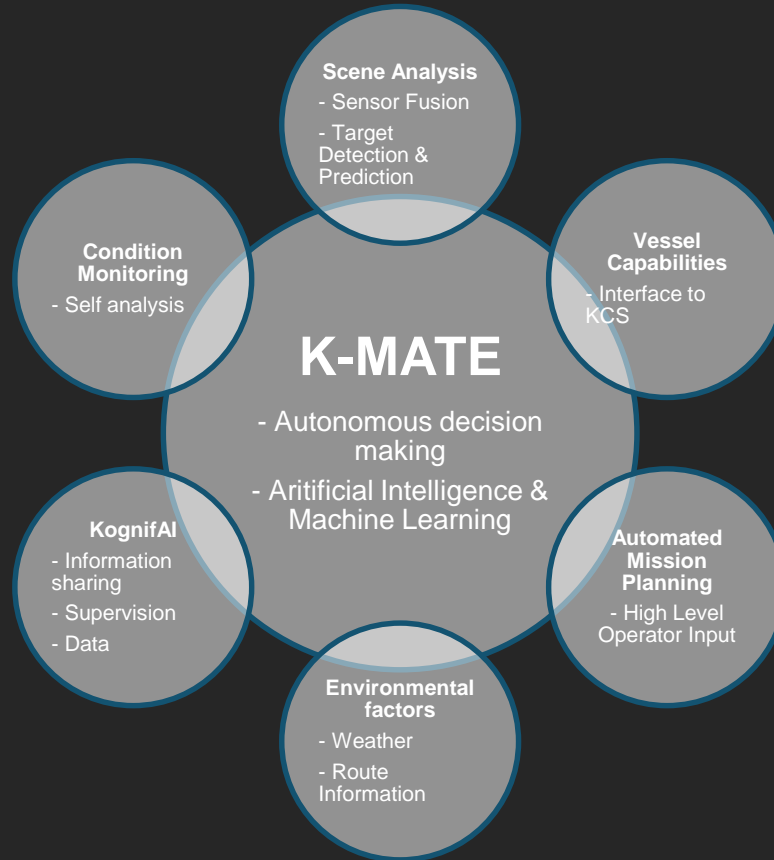 Scene Analysis
- Sensor Fusion
- Target
Detection &
Prediction
Condition
Monitoring
- Self analysis
Vessel
Capabilities
- Interface to
KCS
K-MATE
- Autonomous decision
making
- Aritificial Intelligence &
Machine Learning
KognifAI
- Information
sharing
- Supervision
- Data
Automated
Mission
Planning
- High Level
Operator Input
Environmental
factors
- Weather
- Route
Information